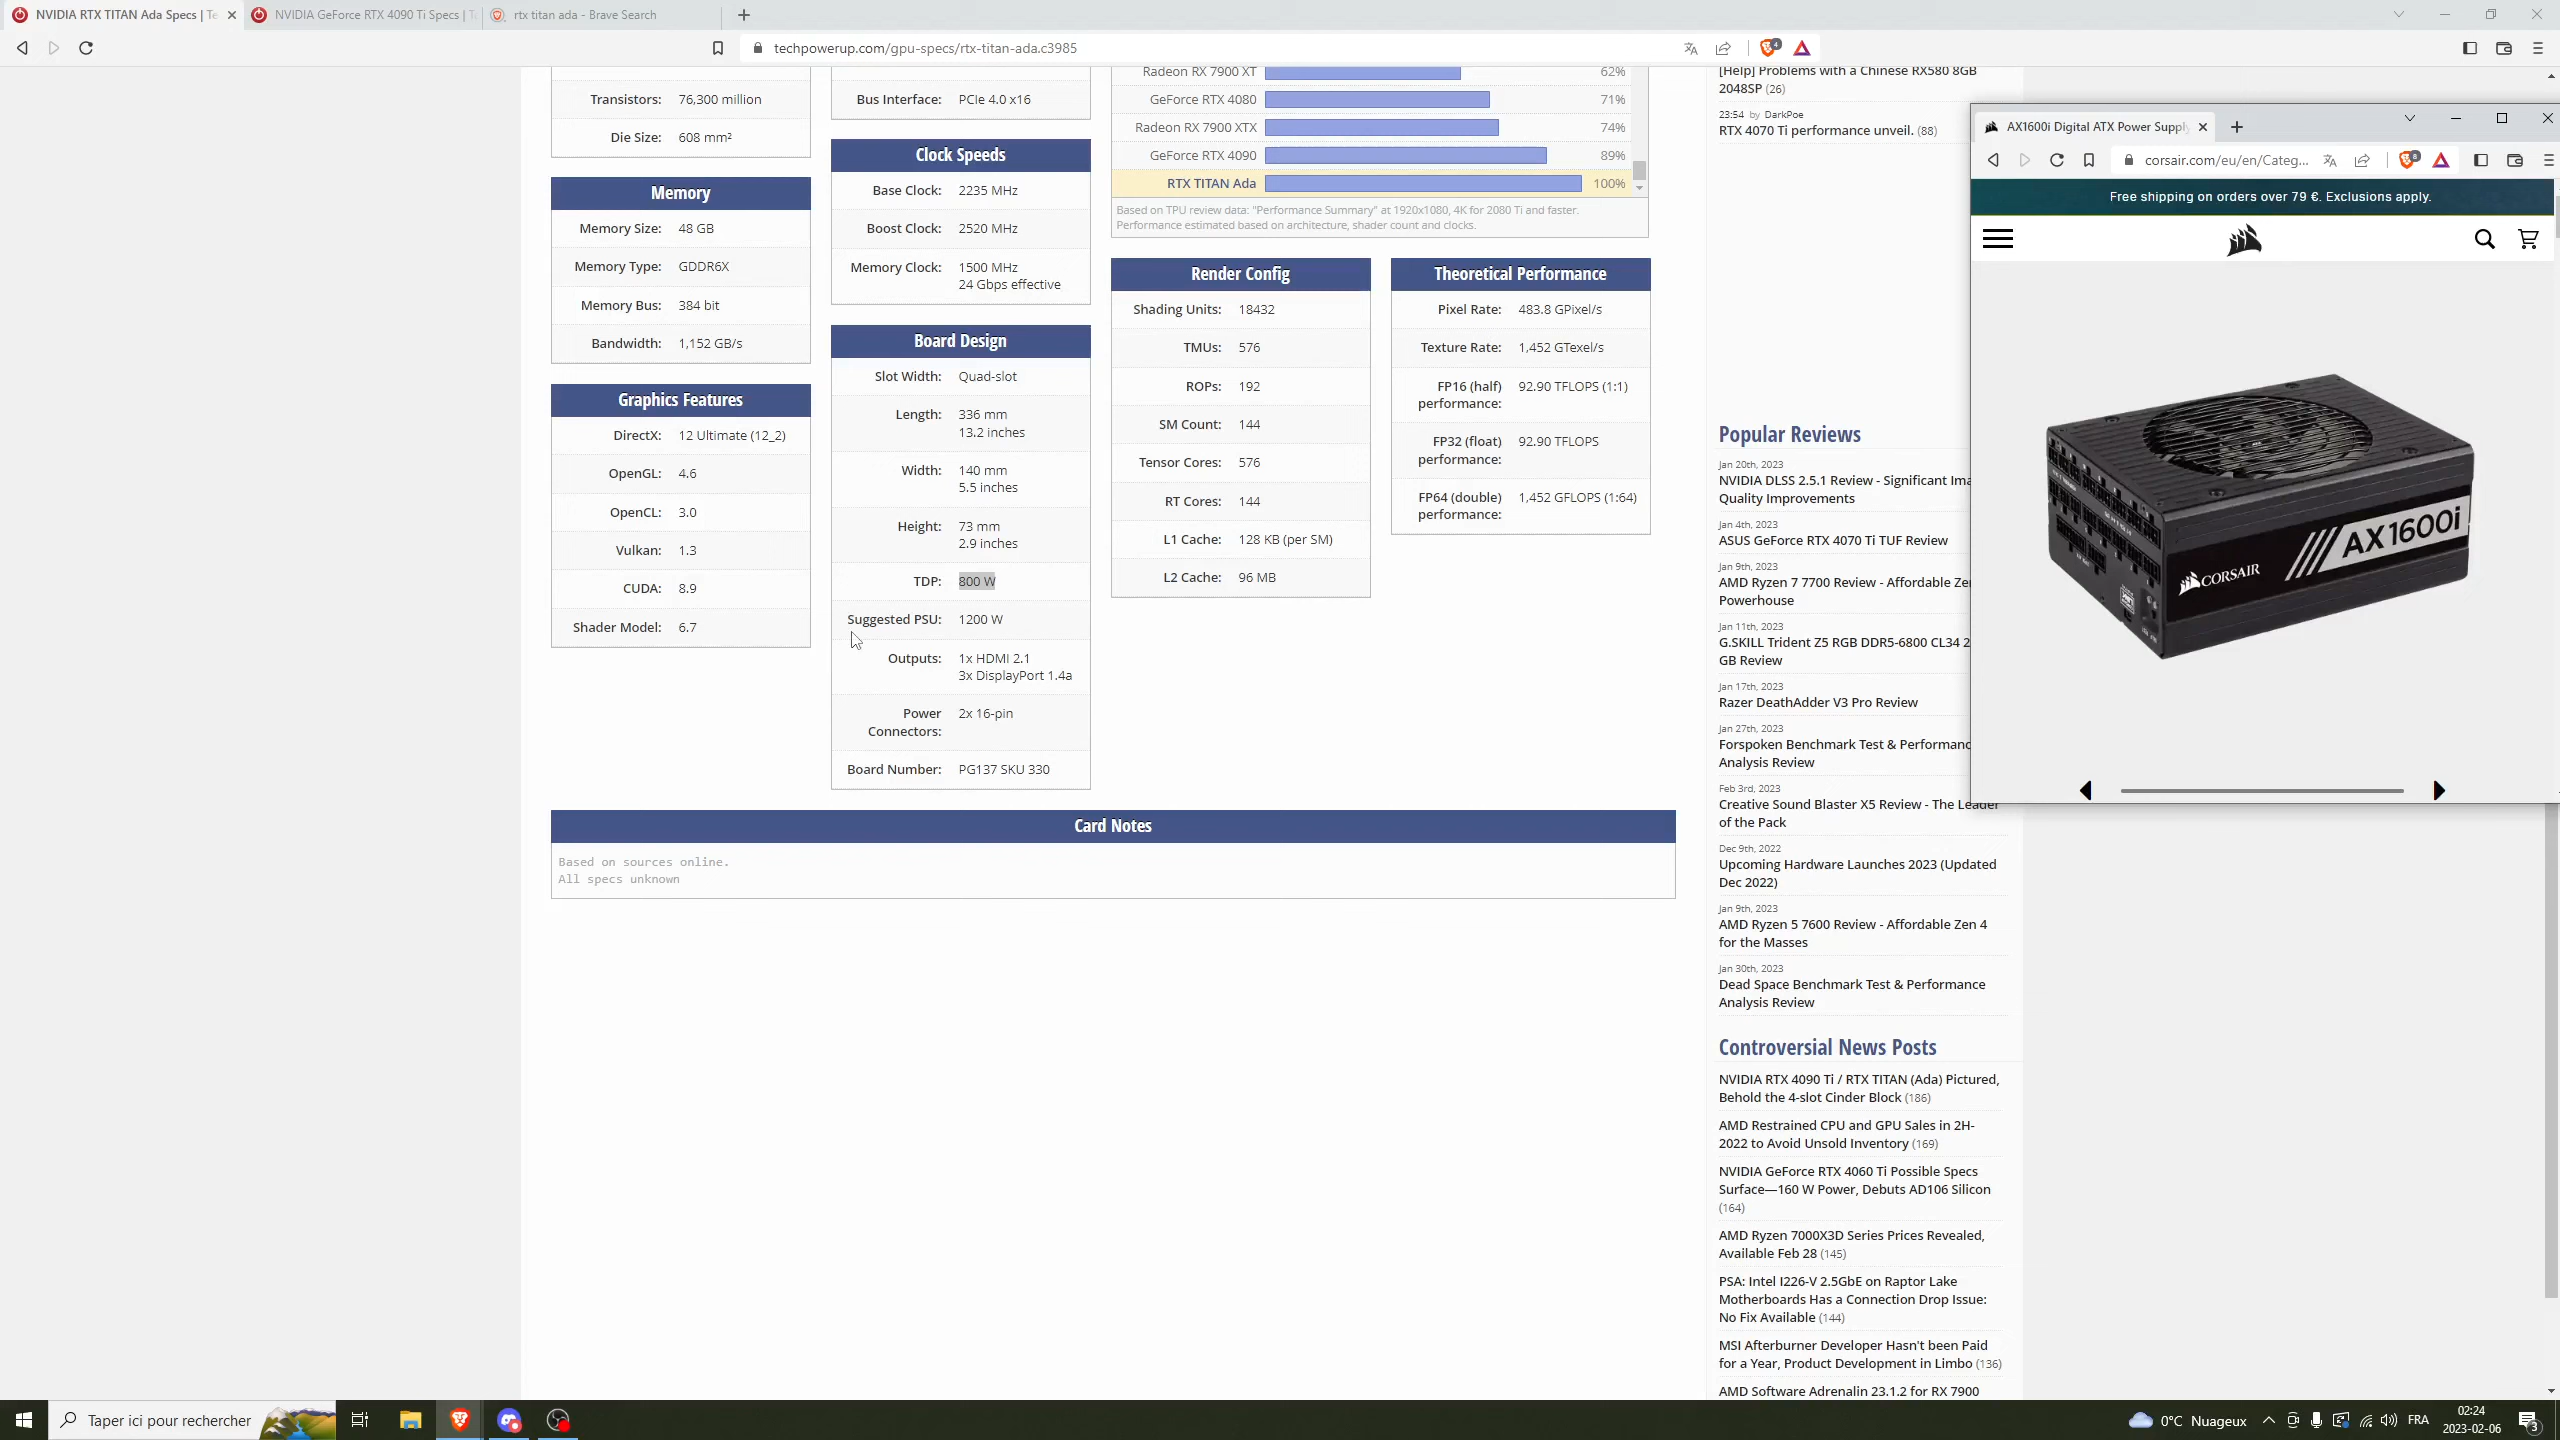 NVIDIA RTX TITAN Ada Specs | Te
NVIDIA GeForce RTX 4090 Ti Specs | T
rtx titan ada - Brave Search
techpowerup.com/gpu-specs/rtx-titan-ada.c3985
4
Transistors: 76,300 million
Die Size: 608 mm²
Memory
Memory Size: 48 GB
Memory Type: GDDR6X
Memory Bus: 384 bit
Bandwidth: 1,152 GB/s
Graphics Features
DirectX: 12 Ultimate (12_2)
OpenGL: 4.6
OpenCL: 3.0
Vulkan: 1.3
CUDA: 8.9
Shader Model: 6.7
Bus Interface: PCIe 4.0 x16
Clock Speeds
Base Clock: 2235 MHz
Boost Clock: 2520 MHz
Memory Clock: 1500 MHz
24 Gbps effective
Board Design
Slot Width: Quad-slot
Length: 336 mm
13.2 inches
Width: 140 mm
5.5 inches
Height: 73 mm
2.9 inches
TDP: 800 W
Suggested PSU: 1200 W
Outputs: 1x HDMI 2.1
3x DisplayPort 1.4a
Power Connectors: 2x 16-pin
Board Number: PG137 SKU 330
Radeon RX 7900 XT 62%
GeForce RTX 4080 71%
Radeon RX 7900 XTX 74%
GeForce RTX 4090 89%
RTX TITAN Ada 100%
Based on TPU review data: "Performance Summary" at 1920x1080, 4K for 2080 Ti and faster.
Performance estimated based on architecture, shader count and clocks.
Render Config
Shading Units: 18432
TMUs: 576
ROPs: 192
SM Count: 144
Tensor Cores: 576
RT Cores: 144
L1 Cache: 128 KB (per SM)
L2 Cache: 96 MB
Theoretical Performance
Pixel Rate: 483.8 GPixel/s
Texture Rate: 1,452 GTexel/s
FP16 (half) performance: 92.90 TFLOPS (1:1)
FP32 (float) performance: 92.90 TFLOPS
FP64 (double) performance: 1,452 GFLOPS (1:64)
Card Notes
Based on sources online.
All specs unknown
[Help] Problems with a Chinese RX580 8GB
2048SP (26)
23:54 by DarkPoe
RTX 4070 Ti performance unveil. (88)
Popular Reviews
Jan 20th, 2023
NVIDIA DLSS 2.5.1 Review - Significant Ima
Quality Improvements
Jan 4th, 2023
ASUS GeForce RTX 4070 Ti TUF Review
Jan 9th, 2023
AMD Ryzen 7 7700 Review - Affordable Ze
Powerhouse
Jan 11th, 2023
G.SKILL Trident Z5 RGB DDR5-6800 CL34 2
GB Review
Jan 17th, 2023
Razer DeathAdder V3 Pro Review
Jan 27th, 2023
Forspoken Benchmark Test & Performanc
Analysis Review
Feb 3rd, 2023
Creative Sound Blaster X5 Review - The Leader
of the Pack
Dec 9th, 2022
Upcoming Hardware Launches 2023 (Updated
Dec 2022)
Jan 9th, 2023
AMD Ryzen 5 7600 Review - Affordable Zen 4
for the Masses
Jan 30th, 2023
Dead Space Benchmark Test & Performance
Analysis Review
Controversial News Posts
NVIDIA RTX 4090 Ti / RTX TITAN (Ada) Pictured,
Behold the 4-slot Cinder Block (186)
AMD Restrained CPU and GPU Sales in 2H-
2022 to Avoid Unsold Inventory (169)
NVIDIA GeForce RTX 4060 Ti Possible Specs
Surface—160 W Power, Debuts AD106 Silicon
(164)
AMD Ryzen 7000X3D Series Prices Revealed,
Available Feb 28 (145)
PSA: Intel I226-V 2.5GbE on Raptor Lake
Motherboards Has a Connection Drop Issue:
No Fix Available (144)
MSI Afterburner Developer Hasn't been Paid
for a Year, Product Development in Limbo (136)
AMD Software Adrenalin 23.1.2 for RX 7900
AX1600i Digital ATX Power Supply
corsair.com/eu/en/Categ...
8
Free shipping on orders over 79 €. Exclusions apply.
CORSAIR
AX1600i
Taper ici pour rechercher
0°C Nuageux
FRA
02:24
2023-02-06
3